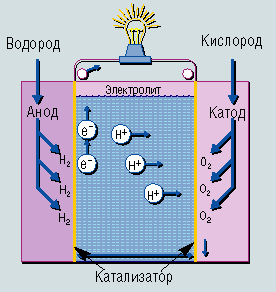 Водород
Кислород
Электролит
Анод
Катод
e⁻
H⁺
H₂
O₂
e⁻
H⁺
H₂
O₂
H⁺
H₂
O₂
Катализатор